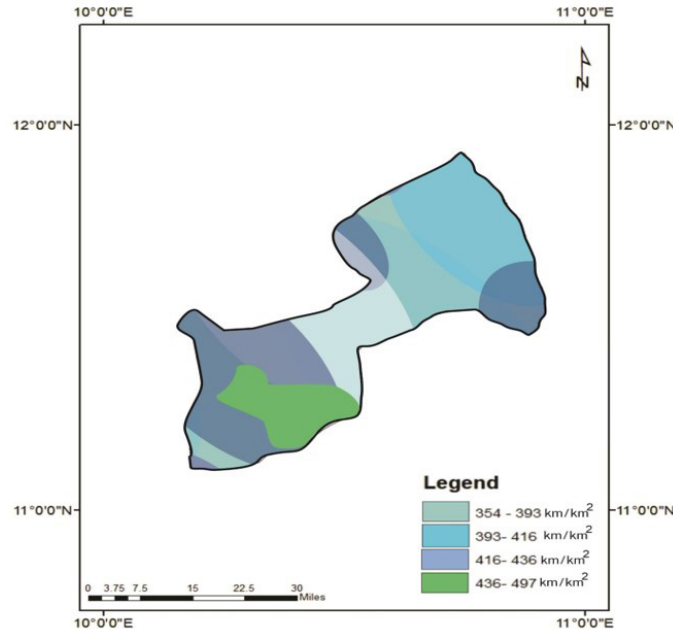 10°0'0"E 11°0'0"E
N
12°0'0"N 12°0'0"N
11°0'0"N 11°0'0"N
Legend
354 - 393 km/km²
393- 416 km/km²
416- 436 km/km²
436- 497 km/km²
0 3.75 7.5 15 22.5 30
Miles
10°0'0"E 11°0'0"E